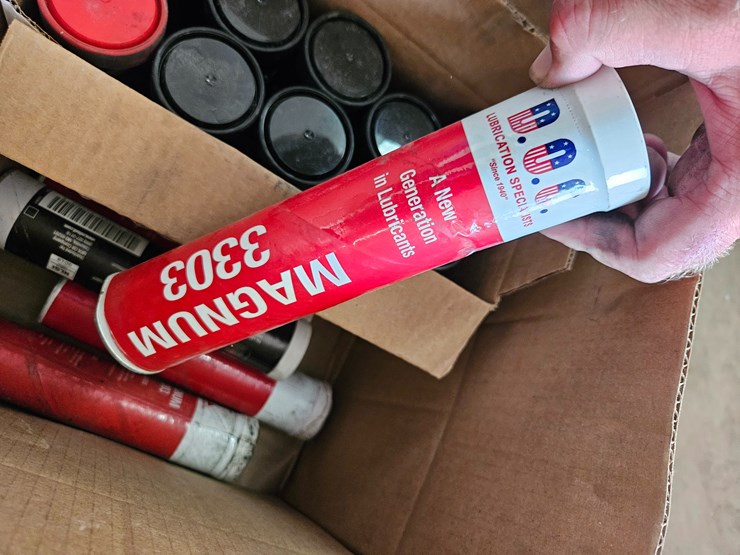 LUBRICATION SPECIALISTS
"Since 1940"
A New
Generation
in Lubricants
MAGNUM
3303